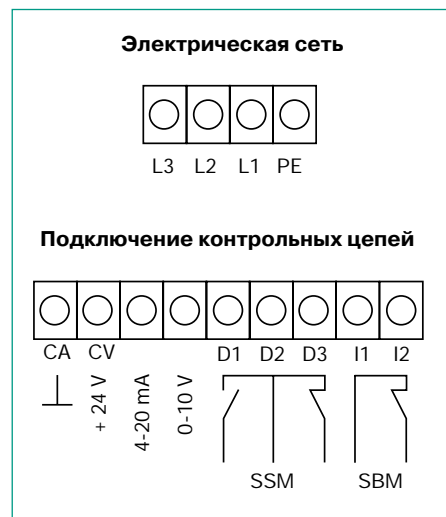 Электрическая сеть
L3 L2 L1 PE
Подключение контрольных цепей
CA CV D1 D2 D3 I1 I2
+ 24 V 4-20 mA 0-10 V
SSM SBM